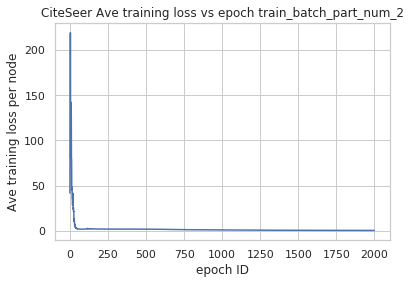 CiteSeer Ave training loss vs epoch train_batch_part_num_2
Ave training loss per node
200
150
100
50
0
0 250 500 750 1000 1250 1500 1750 2000
epoch ID